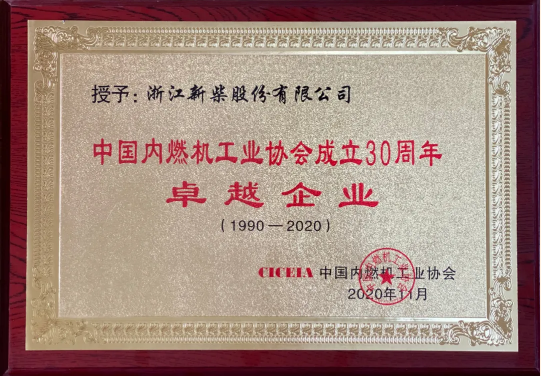 授予：浙江新柴股份有限公司
中国内燃机工业协会成立30周年
卓越企业
（1990—2020）
CICEIA 中国内燃机工业协会
2020年11月